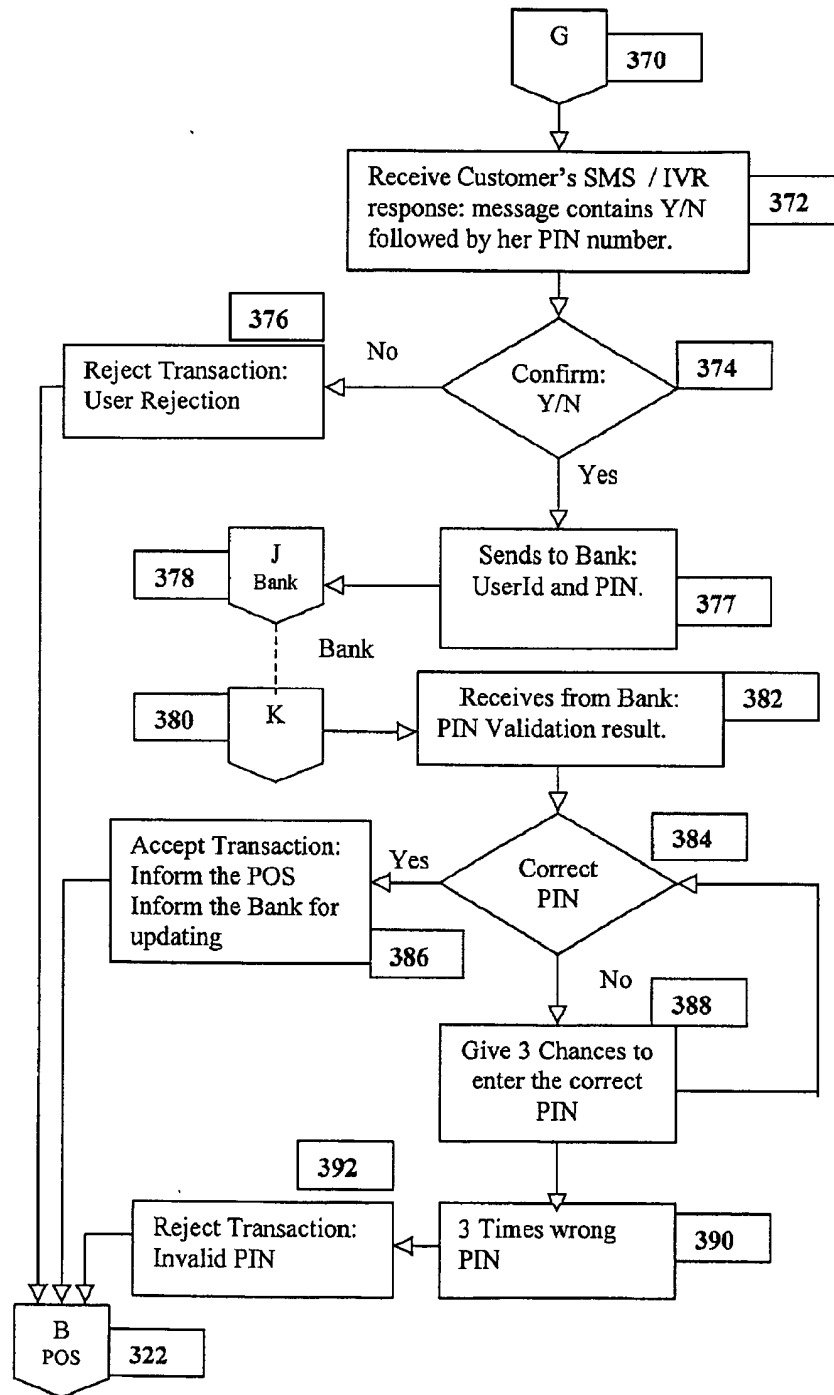 G
370
Receive Customer's SMS / IVR
response: message contains Y/N
followed by her PIN number.
372
376
Reject Transaction:
User Rejection
No
Confirm:
Y/N
374
Yes
378
J
Bank
Sends to Bank:
UserId and PIN.
377
Bank
380
K
Receives from Bank:
PIN Validation result.
382
Accept Transaction:
Inform the POS
Inform the Bank for
updating
386
Yes
Correct
PIN
384
No
388
Give 3 Chances to
enter the correct
PIN
392
Reject Transaction:
Invalid PIN
3 Times wrong
PIN
390
B
POS
322